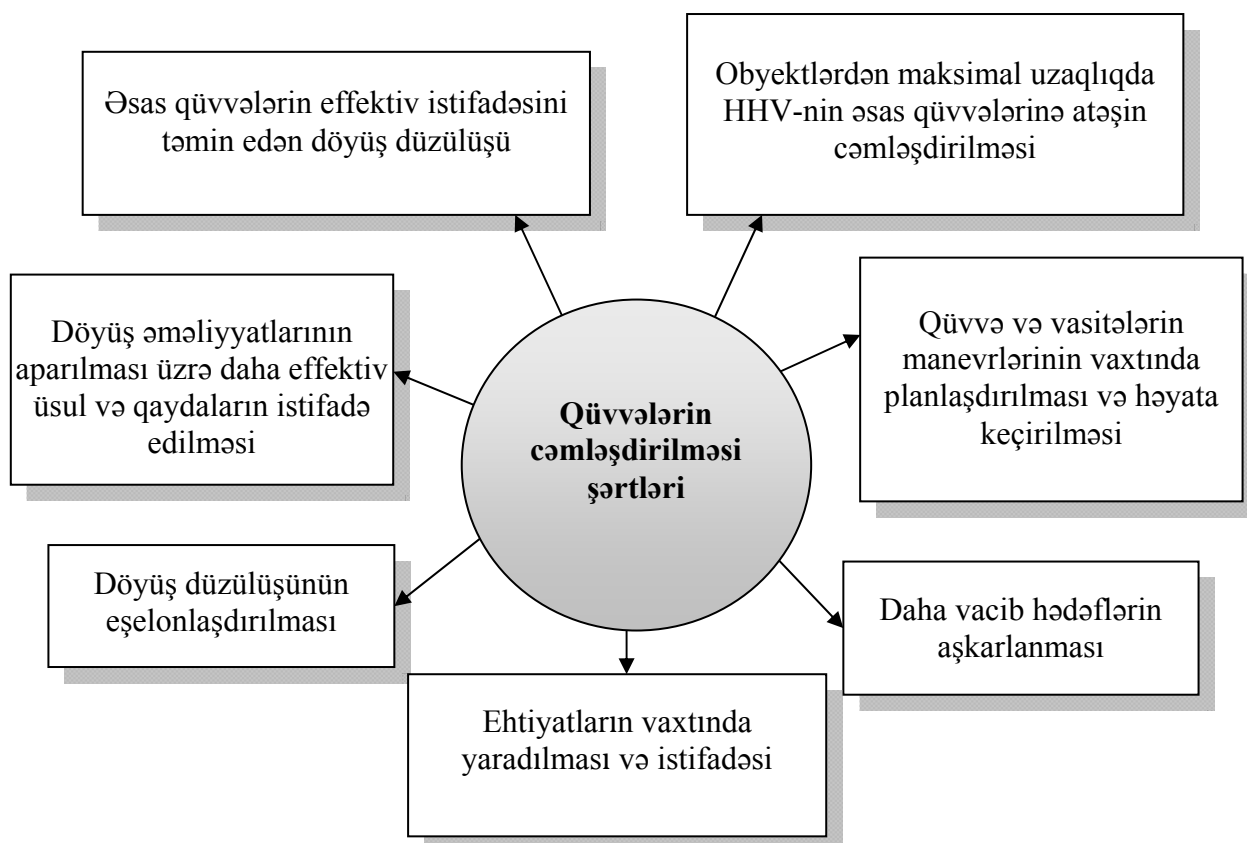 Əsas qüvvələrin effektiv istifadəsini
təmin edən döyüş düzülüşü
Obyektlərdən maksimal uzaqlıqda
HHV-nin əsas qüvvələrinə atəşin
cəmləşdirilməsi
Döyüş əməliyyatlarının
aparılması üzrə daha effektiv
üsul və qaydaların istifadə
edilməsi
Qüvvələrin
cəmləşdirilməsi
şərtləri
Qüvvə və vasitələrin
manevrlərinin vaxtında
planlaşdırılması və həyata
keçirilməsi
Döyüş düzülüşünün
eşelonlaşdırılması
Daha vacib hədəflərin
aşkarlanması
Ehtiyatların vaxtında
yaradılması və istifadəsi